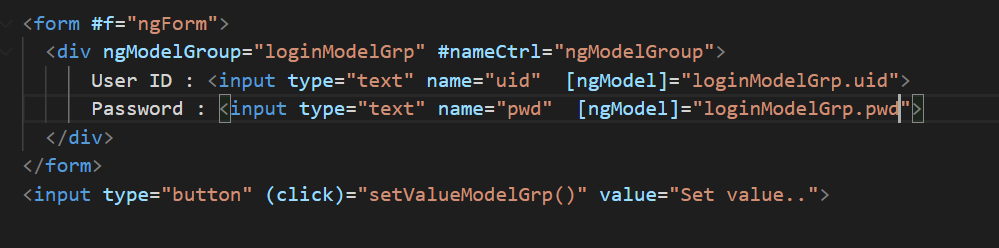 <form #f="ngForm">
<div ngModelGroup="loginModelGrp" #nameCtrl="ngModelGroup">
User ID : <input type="text" name="uid"  [ngModel]="loginModelGrp.uid">
Password : <input type="text" name="pwd"  [ngModel]="loginModelGrp.pwd">
</div>
</form>
<input type="button" (click)="setValueModelGrp()" value="Set value..">